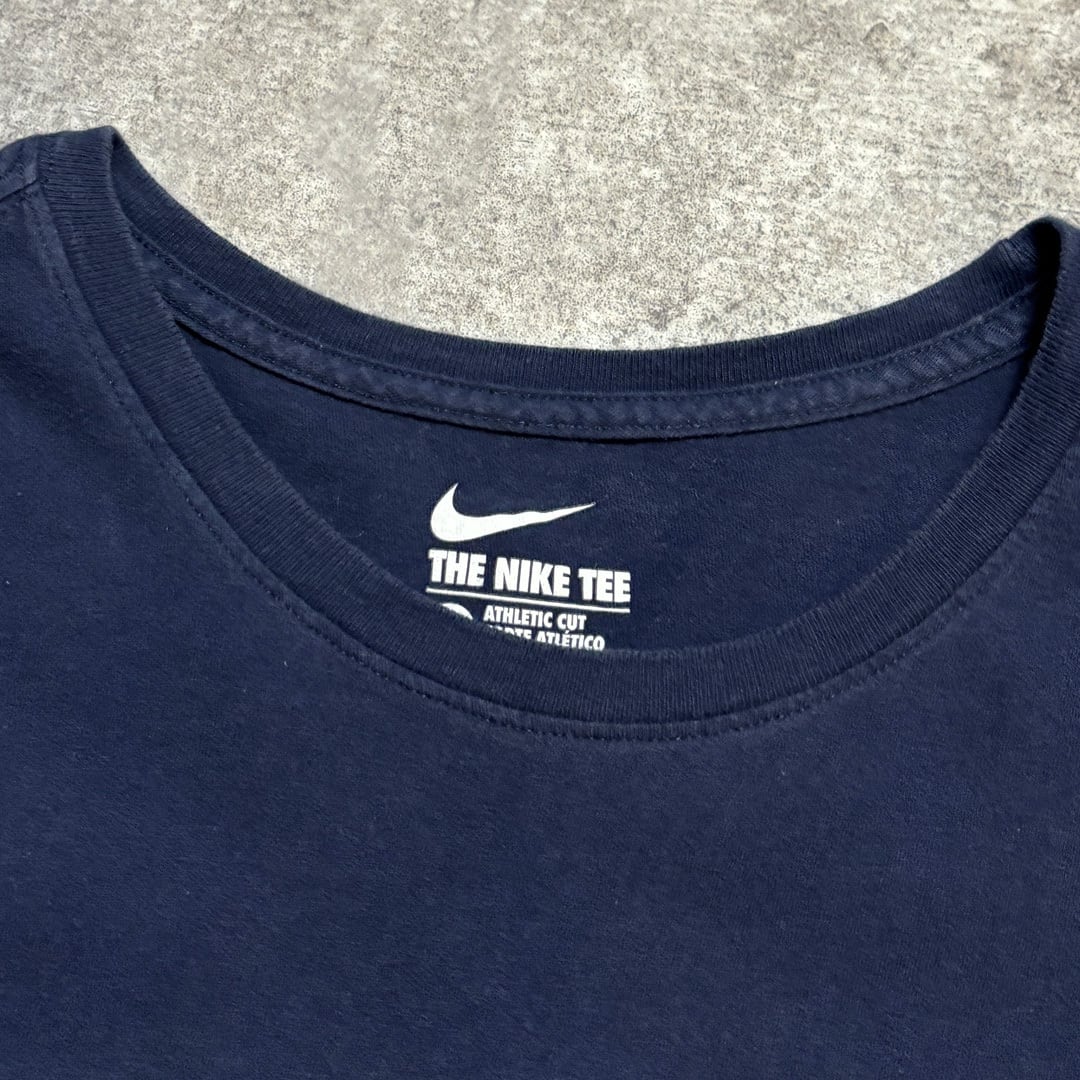 THE NIKE TEE
ATHLETIC CUT
ATLÉTICO